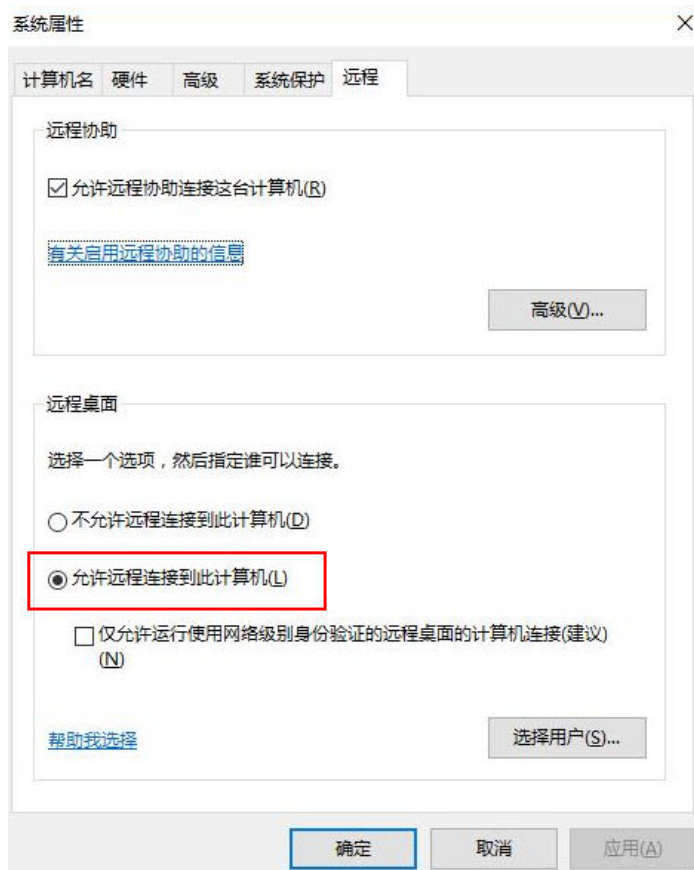 系统属性
计算机名 硬件 高级 系统保护 远程
远程协助
允许远程协助连接这台计算机(R)
有关启用远程协助的信息
高级(V)...
远程桌面
选择一个选项，然后指定谁可以连接。
不允许远程连接到此计算机(D)
允许远程连接到此计算机(L)
仅允许运行使用网络级别身份验证的远程桌面的计算机连接(建议)
(N)
帮助我选择 选择用户(S)...
确定 取消 应用(A)